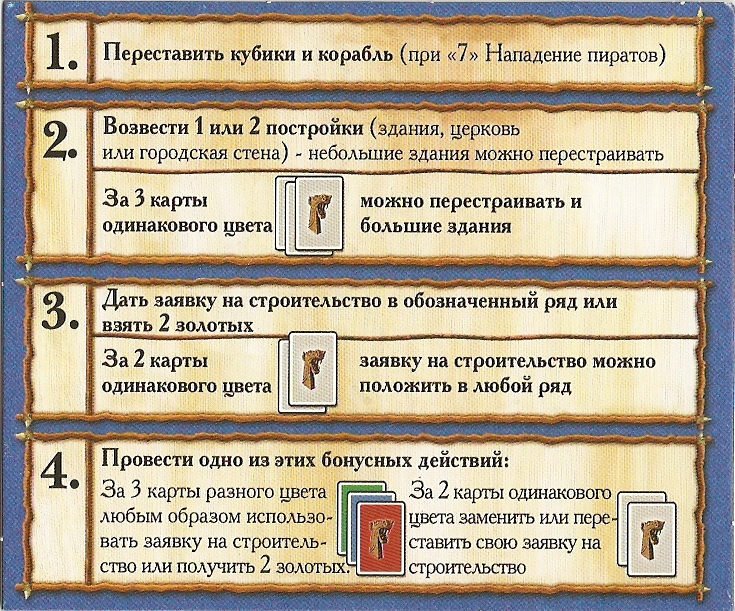 1. Переставить кубики и корабль (при «7» Нападение пиратов)
2. Возвести 1 или 2 постройки (здания, церковь
или городская стена) - небольшие здания можно перестраивать
За 3 карты
одинакового цвета
можно перестраивать и
большие здания
3. Дать заявку на строительство в обозначенный ряд или
взять 2 золотых
За 2 карты
одинакового цвета
заявку на строительство можно
положить в любой ряд
4. Провести одно из этих бонусных действий:
За 3 карты разного цвета
любым образом использо-
вать заявку на строитель-
ство или получить 2 золотых.
За 2 карты одинакового
цвета заменить или пере-
ставить свою заявку на
строительство